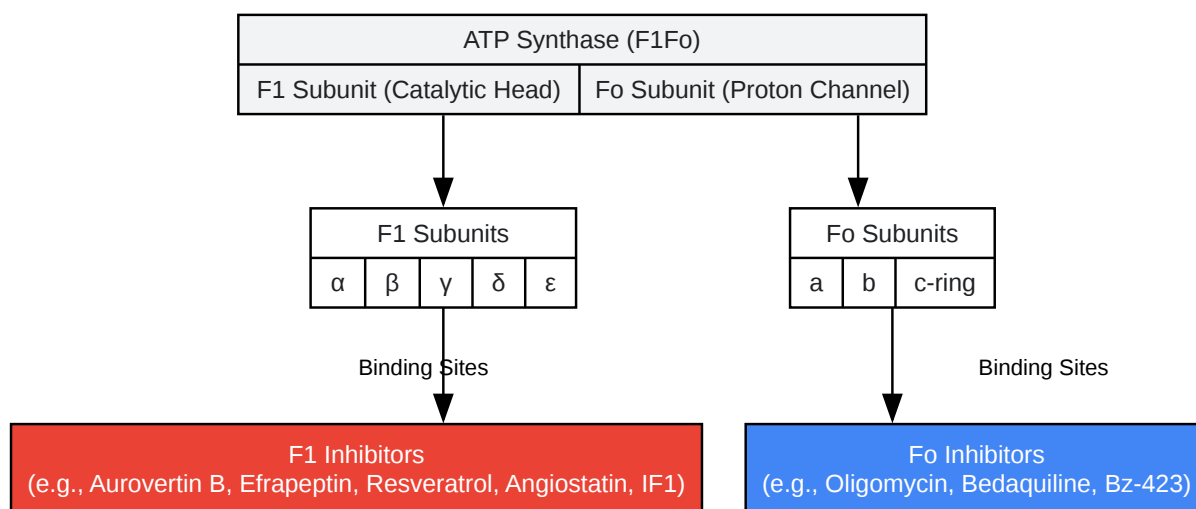 ATP Synthase (F1Fo)
F1 Subunit (Catalytic Head)
Fo Subunit (Proton Channel)
F1 Subunits
α
β
γ
δ
ε
Fo Subunits
a
b
c-ring
Binding Sites
Binding Sites
F1 Inhibitors
(e.g., Aurovertin B, Efrapeptin, Resveratrol, Angiostatin, IF1)
Fo Inhibitors
(e.g., Oligomycin, Bedaquiline, Bz-423)